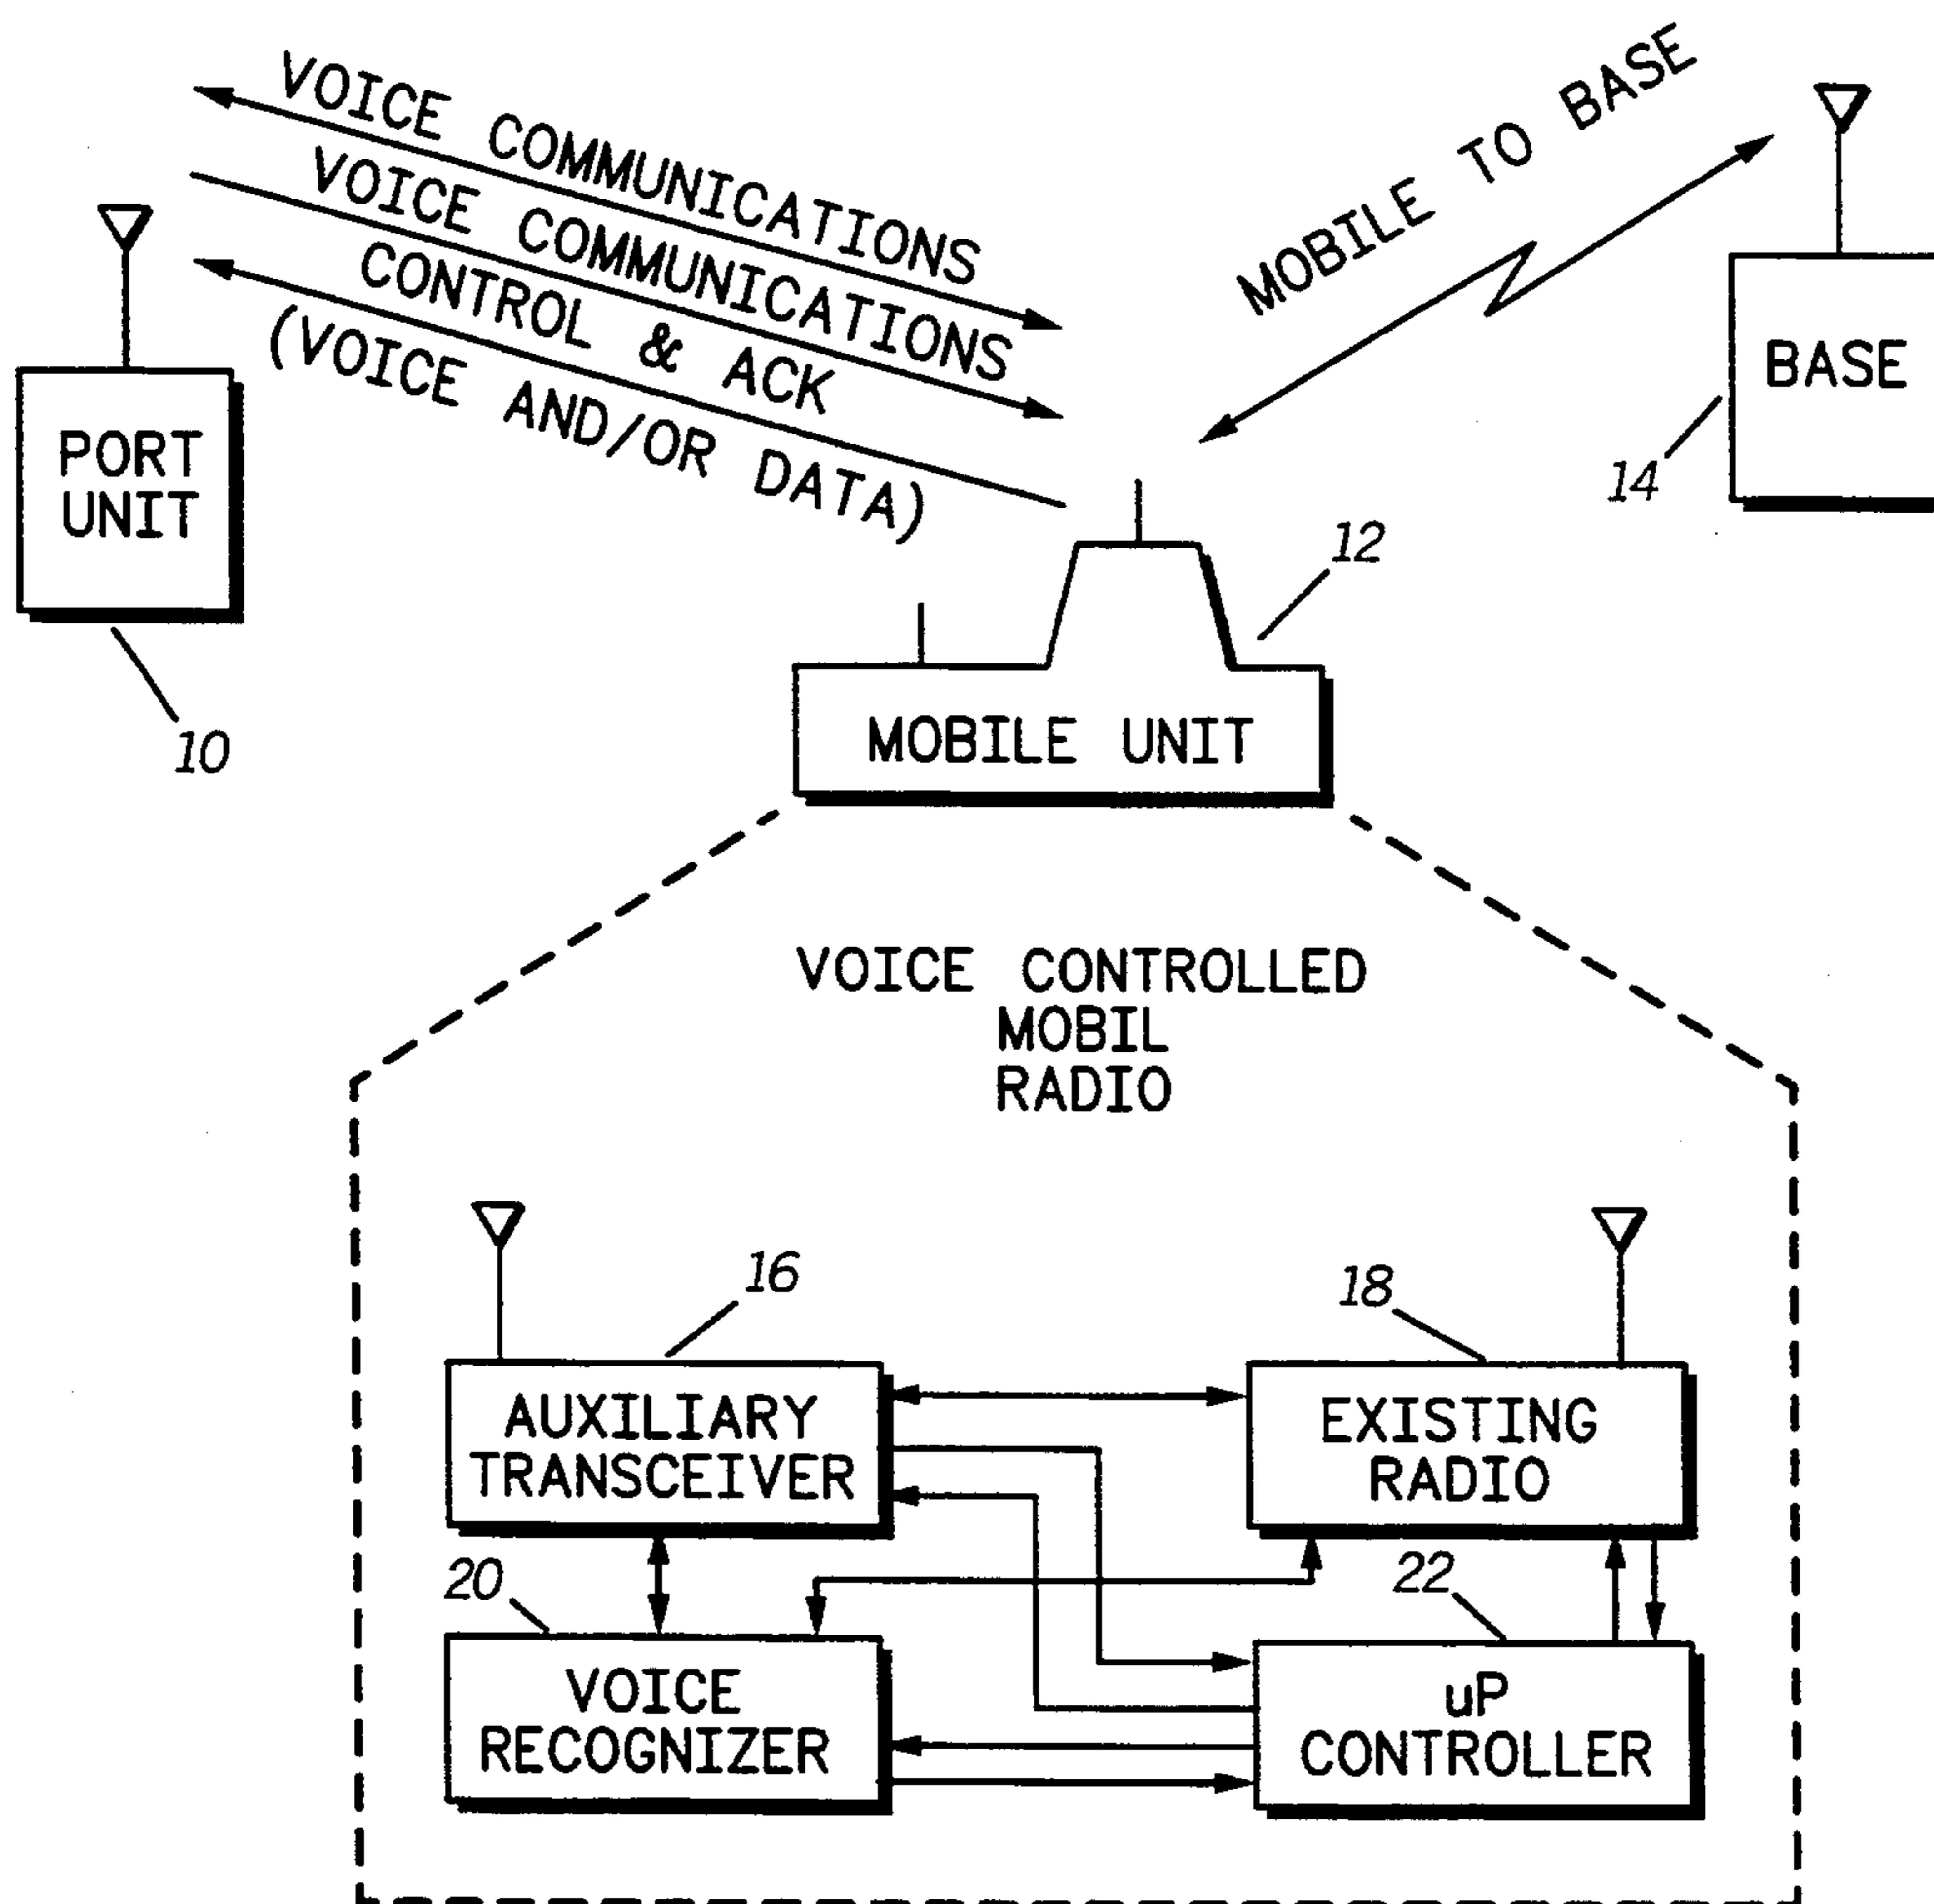 VOICE COMMUNICATIONS
VOICE COMMUNICATIONS
CONTROL & ACK
(VOICE AND/OR DATA)
MOBILE TO BASE
PORT
UNIT
10
BASE
14
12
MOBILE UNIT
VOICE CONTROLLED
MOBIL
RADIO
16
18
AUXILIARY
TRANSCEIVER
EXISTING
RADIO
20
22
VOICE
RECOGNIZER
uP
CONTROLLER